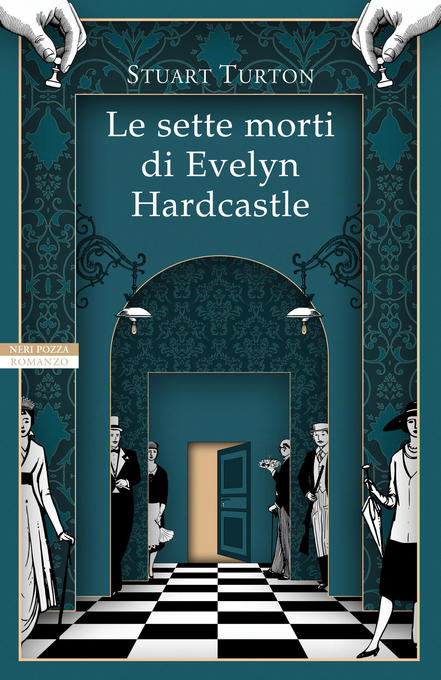 STUART TURTON
Le sette morti
di Evelyn
Hardcastle
NERI POZZA
ROMANZO